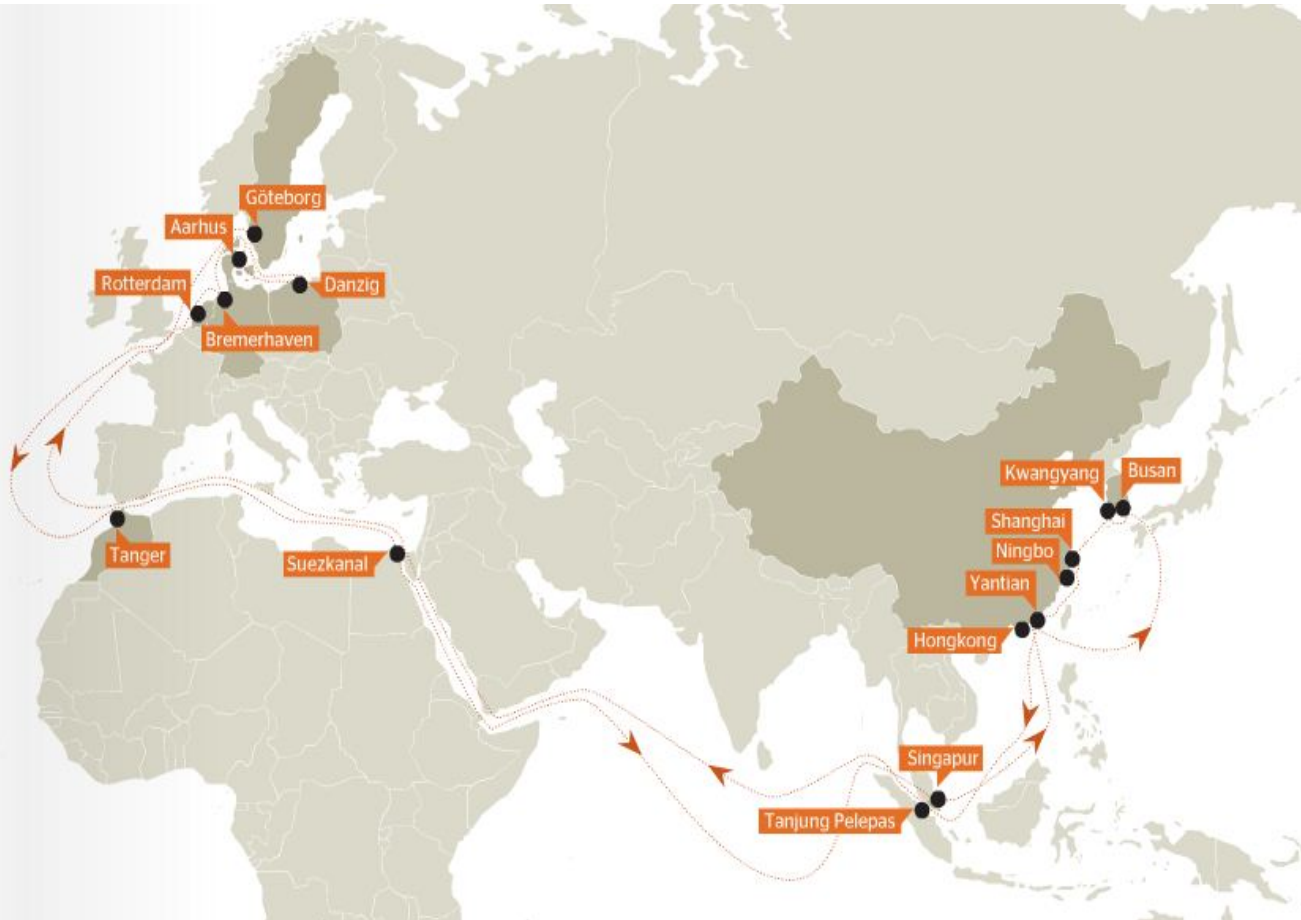 Göteborg
Aarhus
Rotterdam
Danzig
Bremerhaven
Kwangyang
Busan
Shanghai
Ningbo
Tanger
Suezkanal
Yantian
Hongkong
Singapur
Tanjung Pelepas